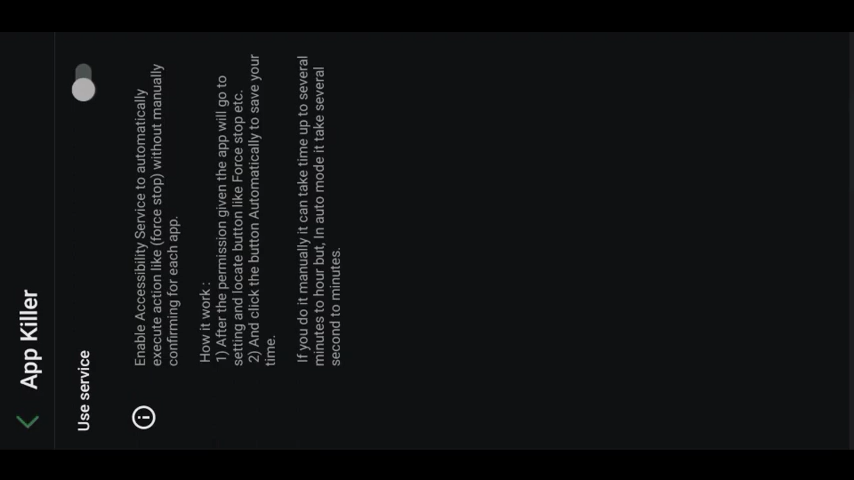 App Killer
Use service
Enable Accessibility Service to automatically
execute action like (force stop) without manually
confirming for each app.
How it work :
1) After the permission given the app will go to
setting and locate button like Force stop etc.
2) And click the button Automatically to save your
time.
If you do it manually it can take time up to several
minutes to hour but, In auto mode it take several
second to minutes.